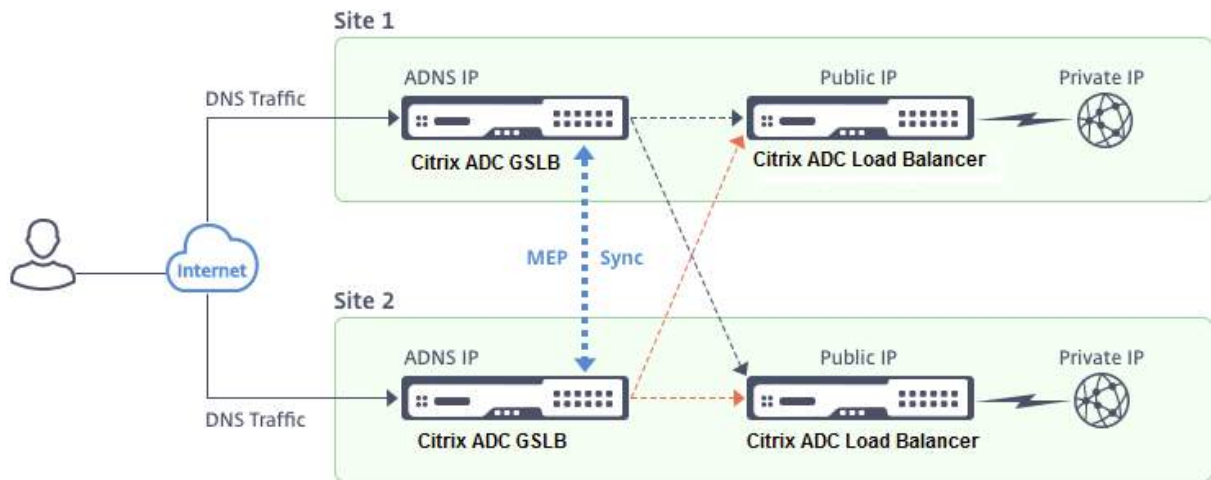 Site 1
ADNS IP
Public IP
Private IP
DNS Traffic
Citrix ADC GSLB
Citrix ADC Load Balancer
MEP Sync
Internet
Site 2
ADNS IP
Public IP
Private IP
DNS Traffic
Citrix ADC GSLB
Citrix ADC Load Balancer